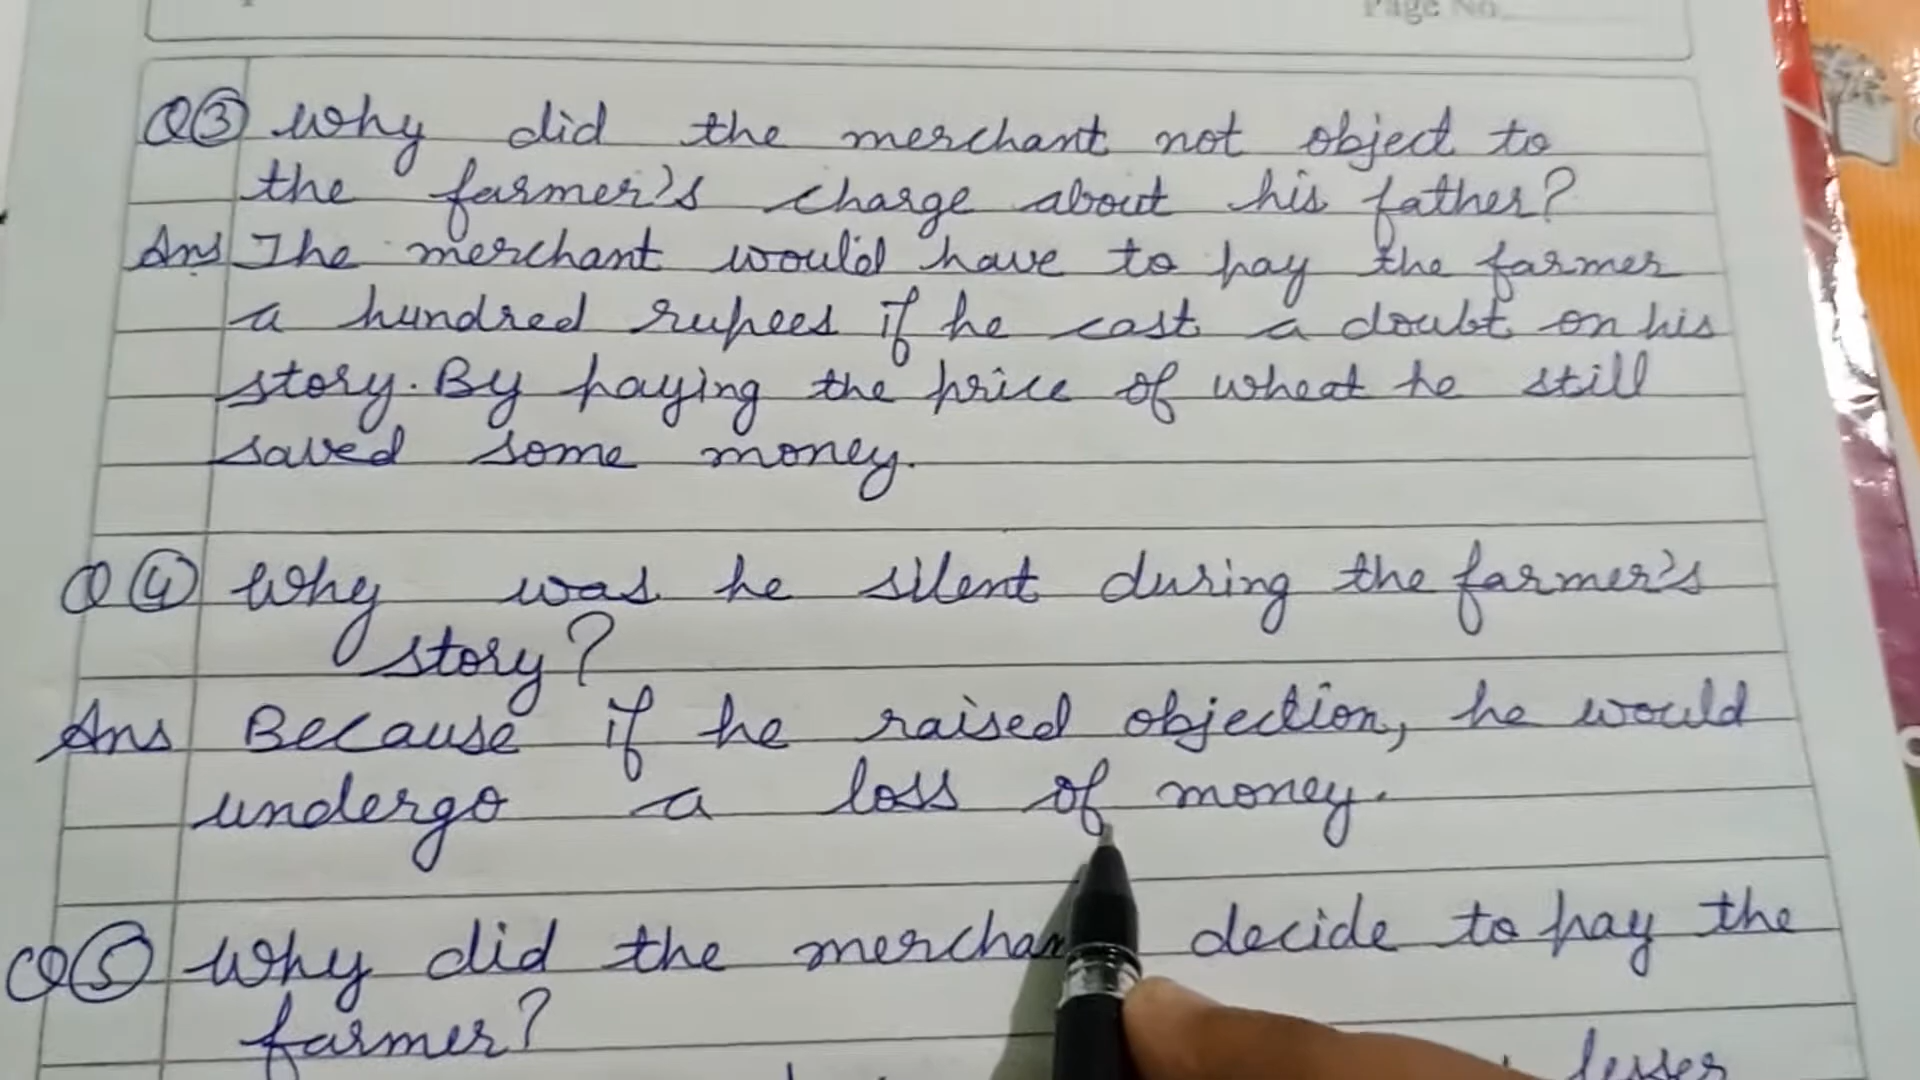 Page No.
Q③ Why did the merchant not object to
the farmer's charge about his father?
Ans The merchant would have to pay the farmer
a hundred rupees if he cast a doubt on his
story. By paying the price of wheat he still
saved some money.
Q④ Why was he silent during the farmer's
story?
Ans Because if he raised objection, he would
undergo a loss of money.
Q⑤ Why did the merchan decide to pay the
farmer?
lesser